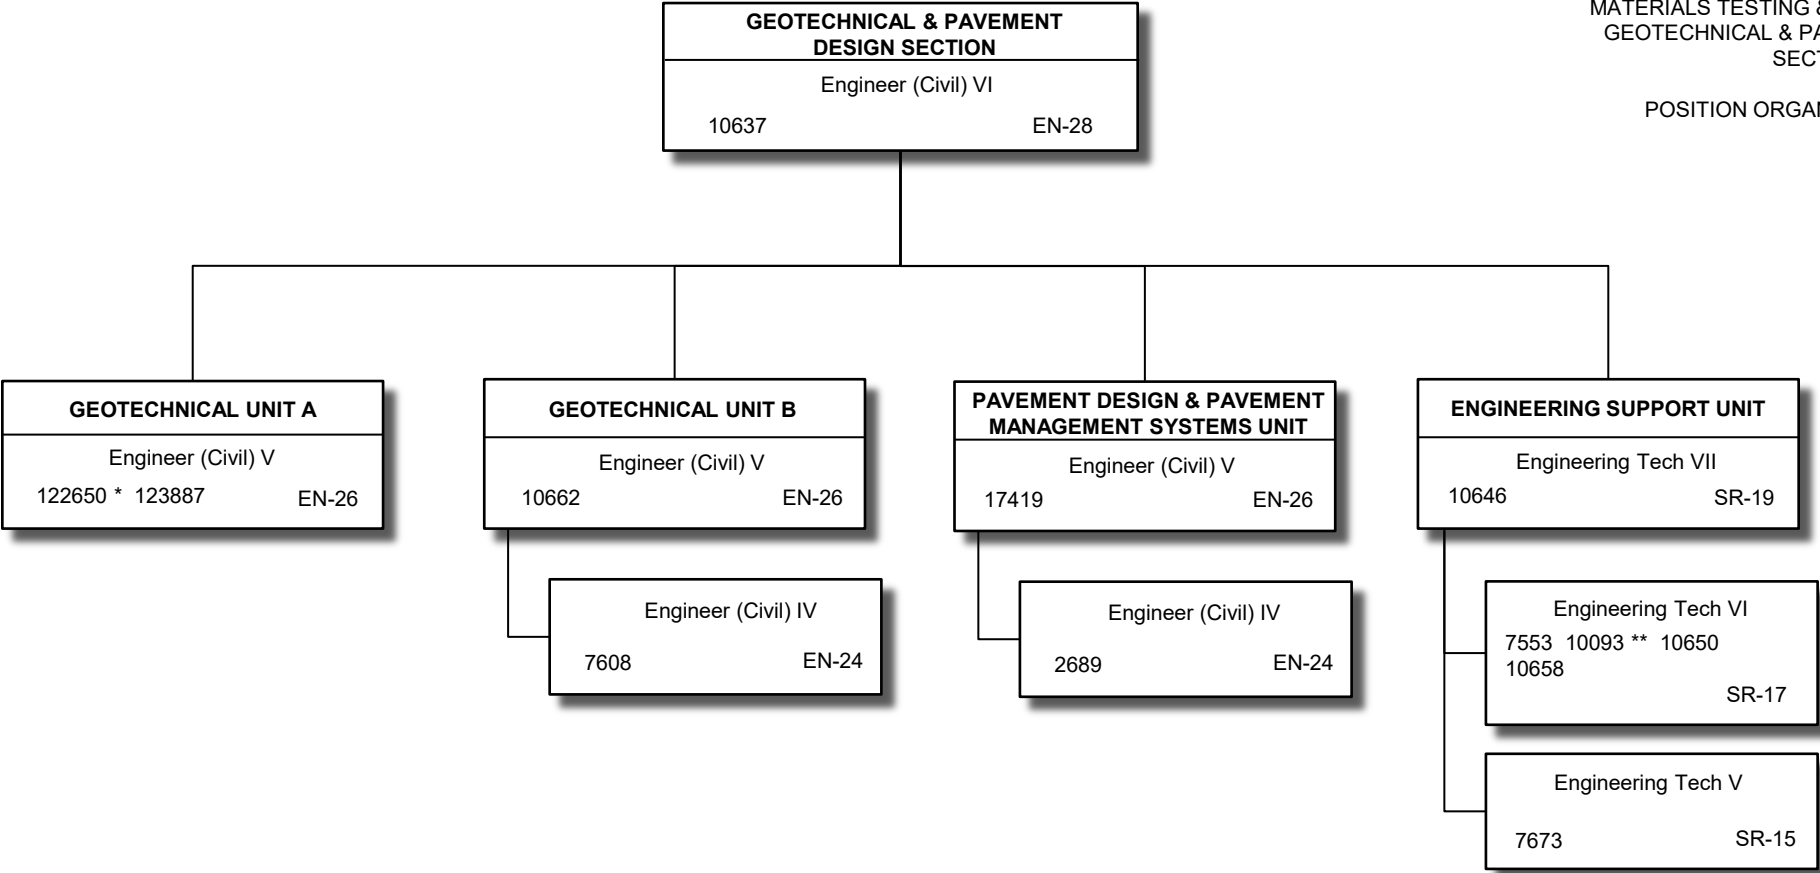 MATERIALS TESTING &
GEOTECHNICAL & PA
SECT
POSITION ORGAN
GEOTECHNICAL & PAVEMENT
DESIGN SECTION
Engineer (Civil) VI
10637 EN-28
GEOTECHNICAL UNIT A
Engineer (Civil) V
122650 * 123887 EN-26
GEOTECHNICAL UNIT B
Engineer (Civil) V
10662 EN-26
Engineer (Civil) IV
7608 EN-24
PAVEMENT DESIGN & PAVEMENT
MANAGEMENT SYSTEMS UNIT
Engineer (Civil) V
17419 EN-26
Engineer (Civil) IV
2689 EN-24
ENGINEERING SUPPORT UNIT
Engineering Tech VII
10646 SR-19
Engineering Tech VI
7553 10093 ** 10650
10658
SR-17
Engineering Tech V
7673 SR-15